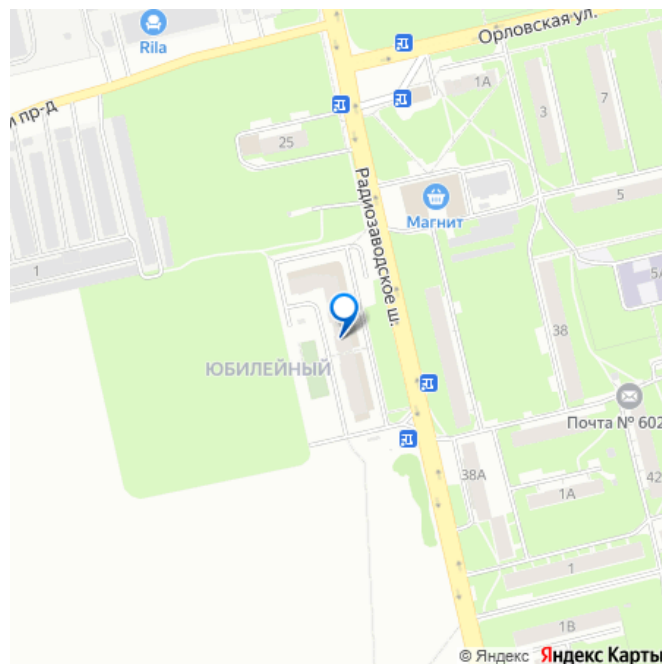 Орловская ул.
Rila
1А
3
7
и пр-д
25
Радиозаводское ш.
Магнит
5
1
5А
38
ЮБИЛЕЙНЫЙ
Почта № 602
38А
42
1А
1
1В
© Яндекс Яндекс Карты